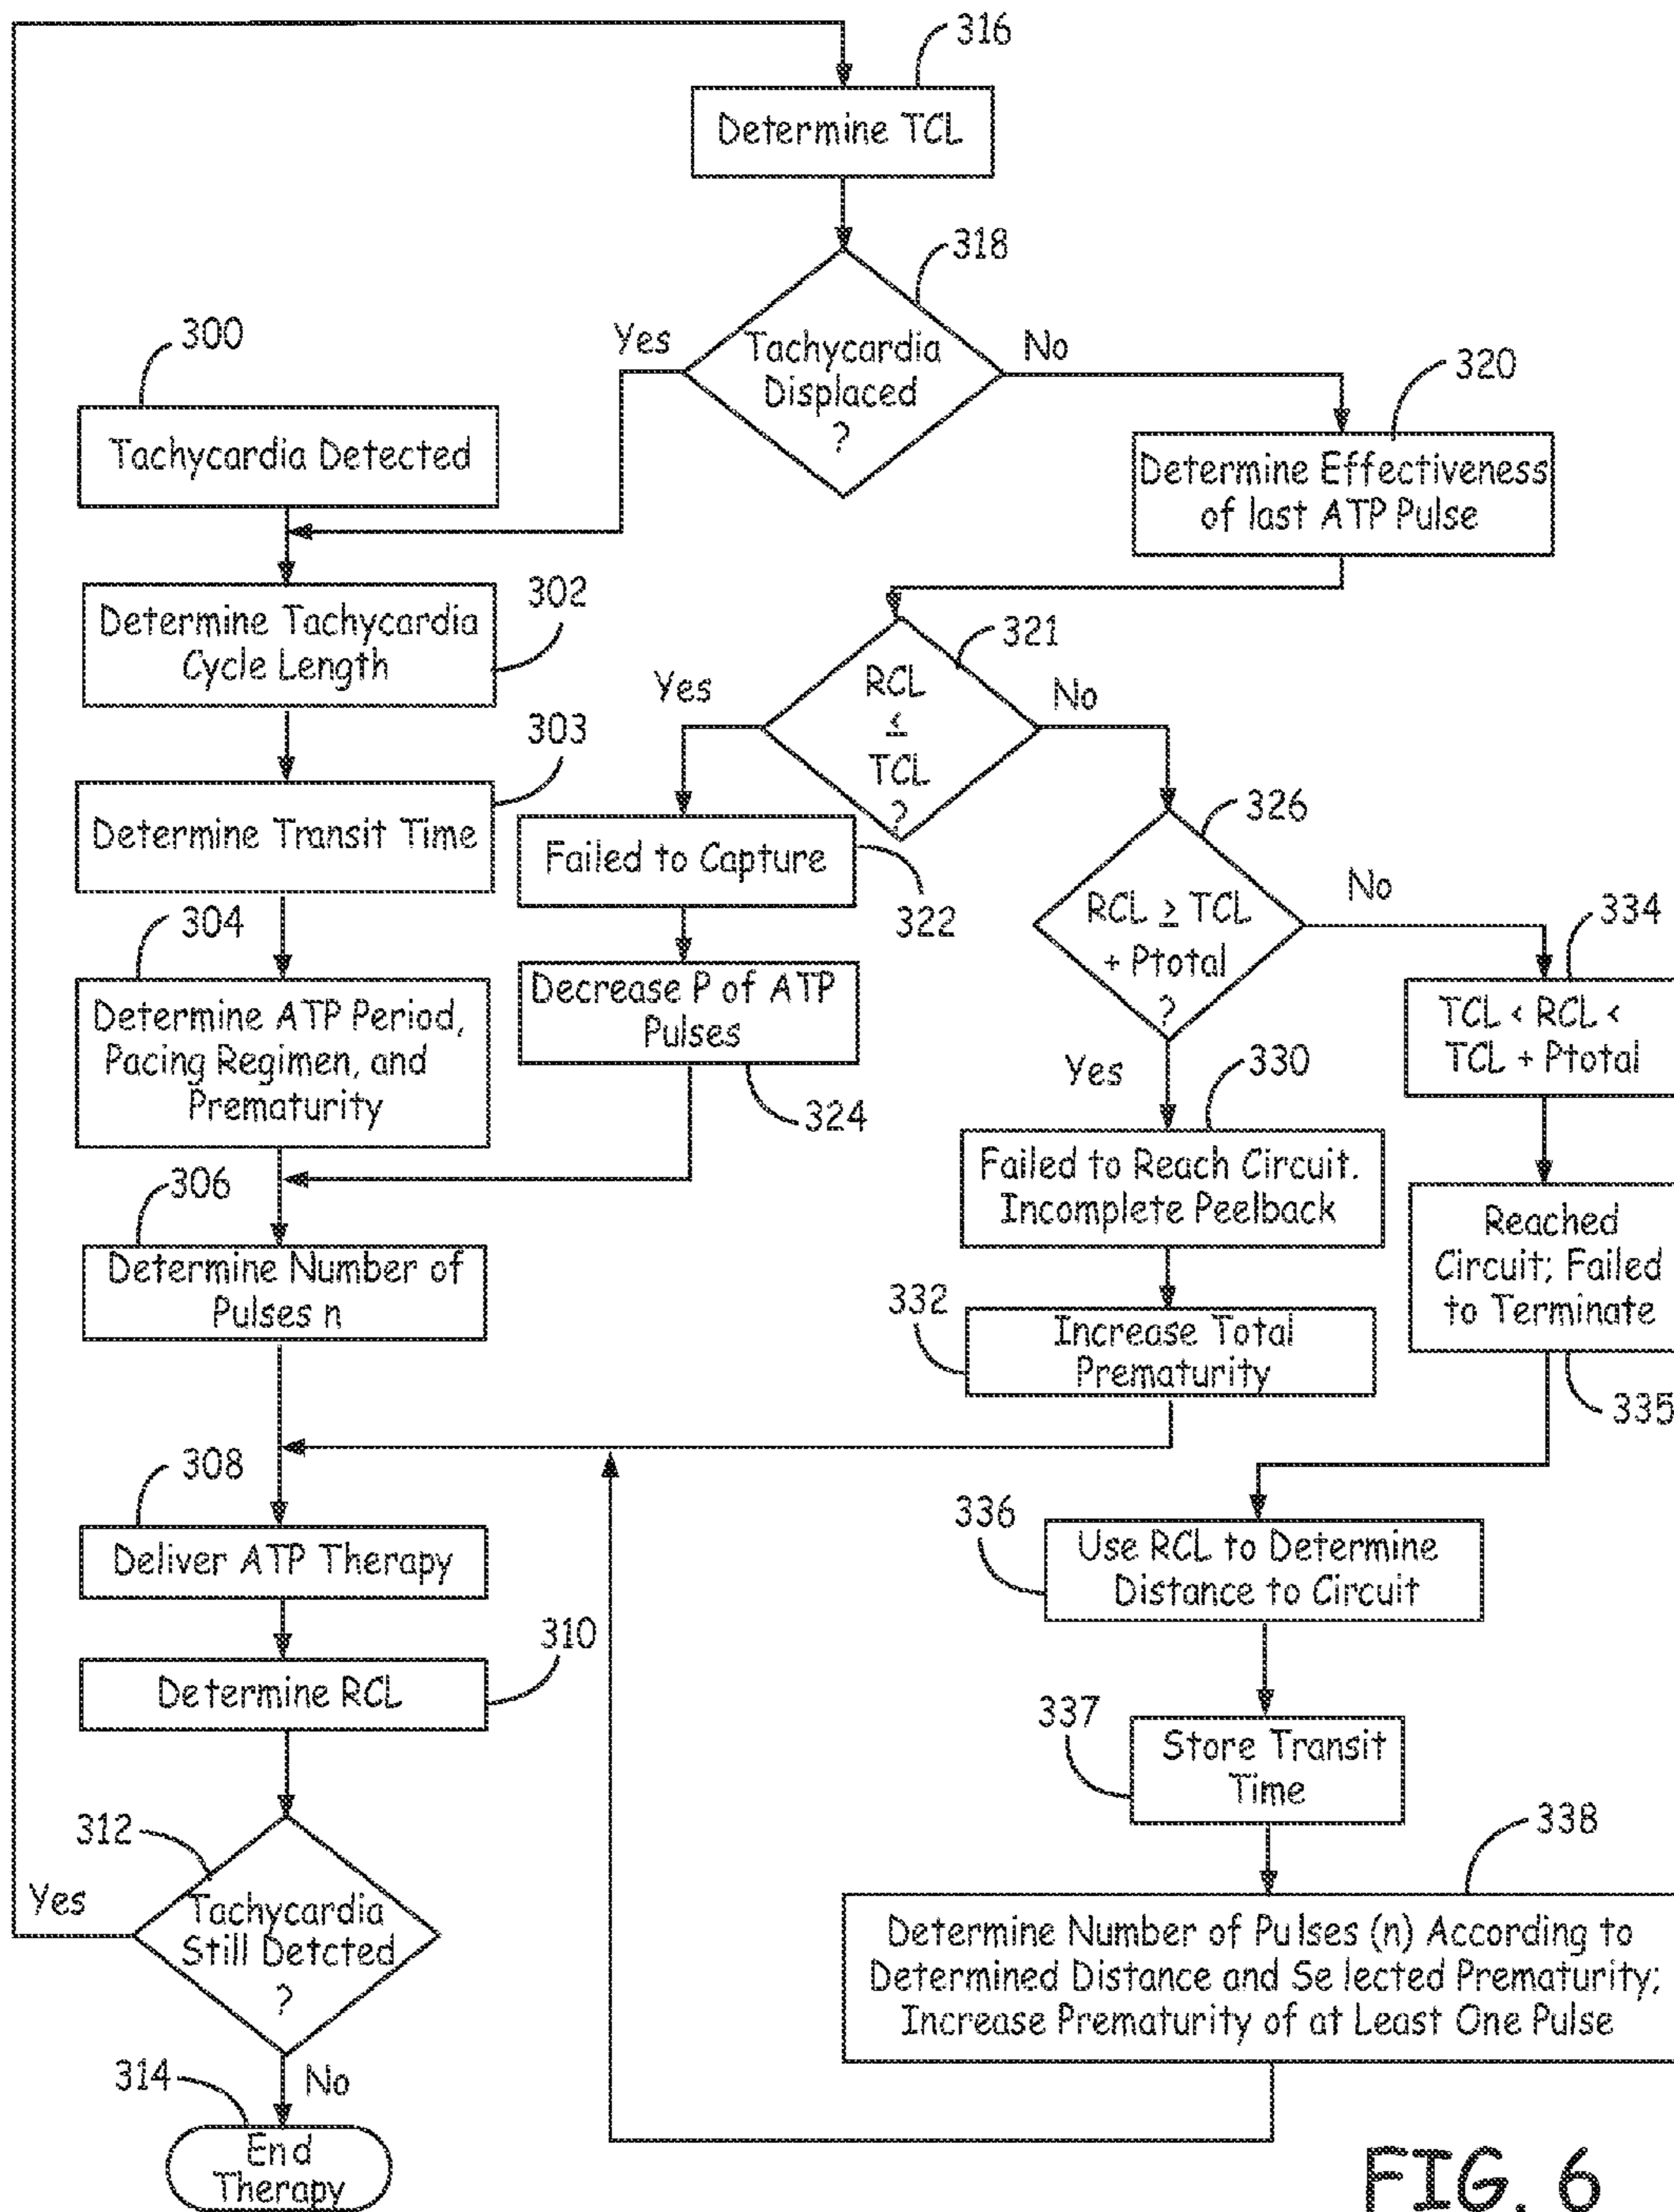 316
Determine TCL
318
Yes
Tachycardia
Displaced
?
No
320
Determine Effectiveness
of last ATP Pulse
300
Tachycardia Detected
302
Determine Tachycardia
Cycle Length
303
Determine Transit Time
304
Determine ATP Period,
Pacing Regimen, and
Prematurity
306
Determine Number of
Pulses n
321
Yes
RCL
≤
TCL
?
No
Failed to Capture
322
Decrease P of ATP
Pulses
324
326
RCL ≥ TCL
+ Ptotal
?
No
Yes
334
TCL < RCL <
TCL + Ptotal
330
Failed to Reach Circuit.
Incomplete Peelback
332
Increase Total
Prematurity
Reached
Circuit; Failed
to Terminate
335
308
Deliver ATP Therapy
310
Determine RCL
312
Yes
Tachycardia
Still Detcted
?
No
314
End
Therapy
336
Use RCL to Determine
Distance to Circuit
337
Store Transit
Time
338
Determine Number of Pulses (n) According to
Determined Distance and Selected Prematurity;
Increase Prematurity of at Least One Pulse
FIG. 6